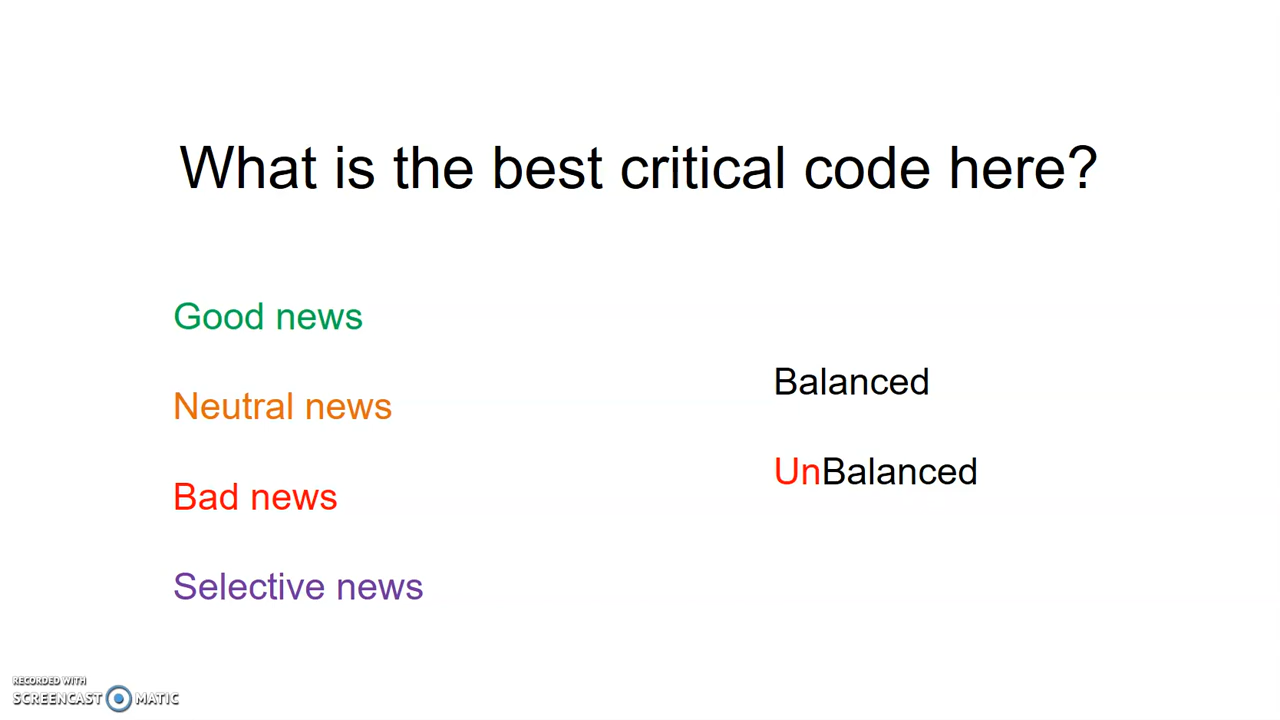 What is the best critical code here?
Good news
Neutral news
Bad news
Selective news
Balanced
UnBalanced
RECORDED WITH
SCREENCAST MATIC